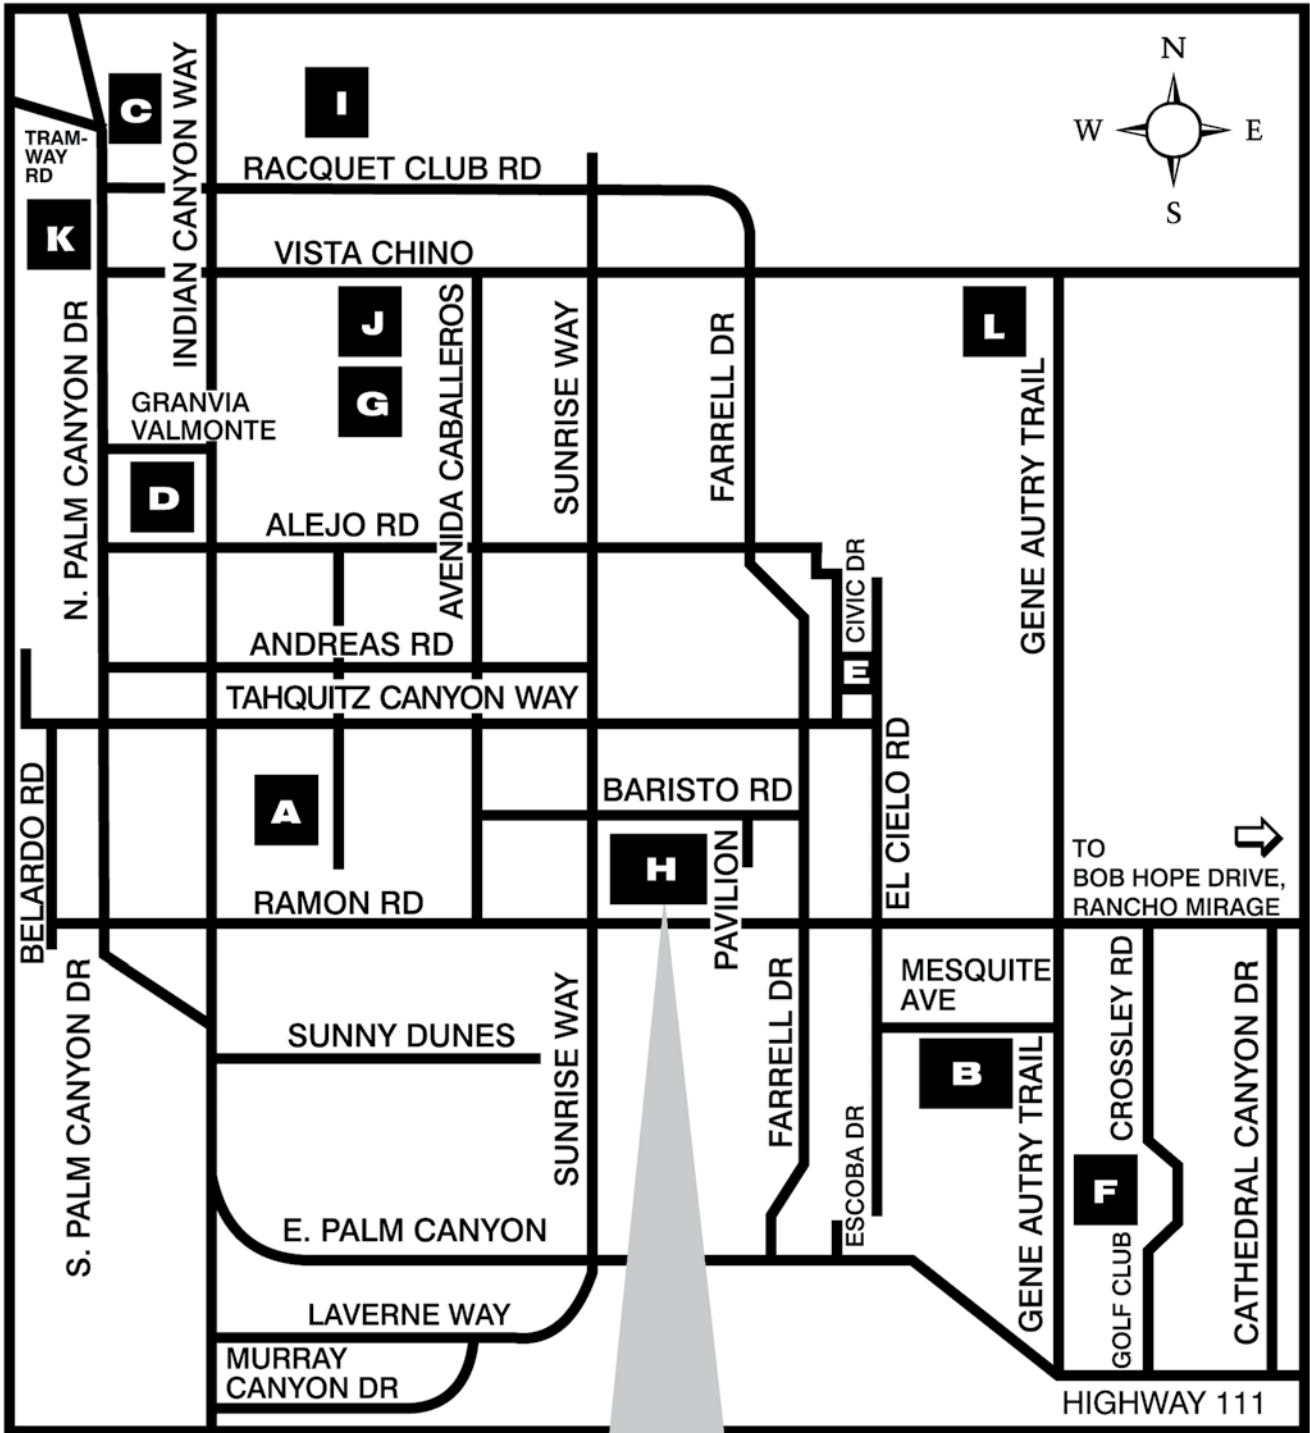 N
W
E
S
C
I
INDIAN CANYON WAY
TRAM-
WAY
RD
RACQUET CLUB RD
K
VISTA CHINO
N. PALM CANYON DR
J
G
AVENIDA CABALLEROS
SUNRISE WAY
FARRELL DR
L
GENE AUTRY TRAIL
GRANVIA
VALMONTE
D
ALEJO RD
CIVIC DR
ANDREAS RD
E
TAHQUITZ CANYON WAY
BELARDO RD
A
BARISTO RD
EL CIELO RD
H
PAVILION
TO
BOB HOPE DRIVE,
RANCHO MIRAGE
RAMON RD
S. PALM CANYON DR
SUNNY DUNES
SUNRISE WAY
FARRELL DR
MESQUITE
AVE
B
GENE AUTRY TRAIL
CROSSLEY RD
CATHEDRAL CANYON DR
ESCOBA DR
F
GOLF CLUB
E. PALM CANYON
LAVERNE WAY
MURRAY
CANYON DR
HIGHWAY 111